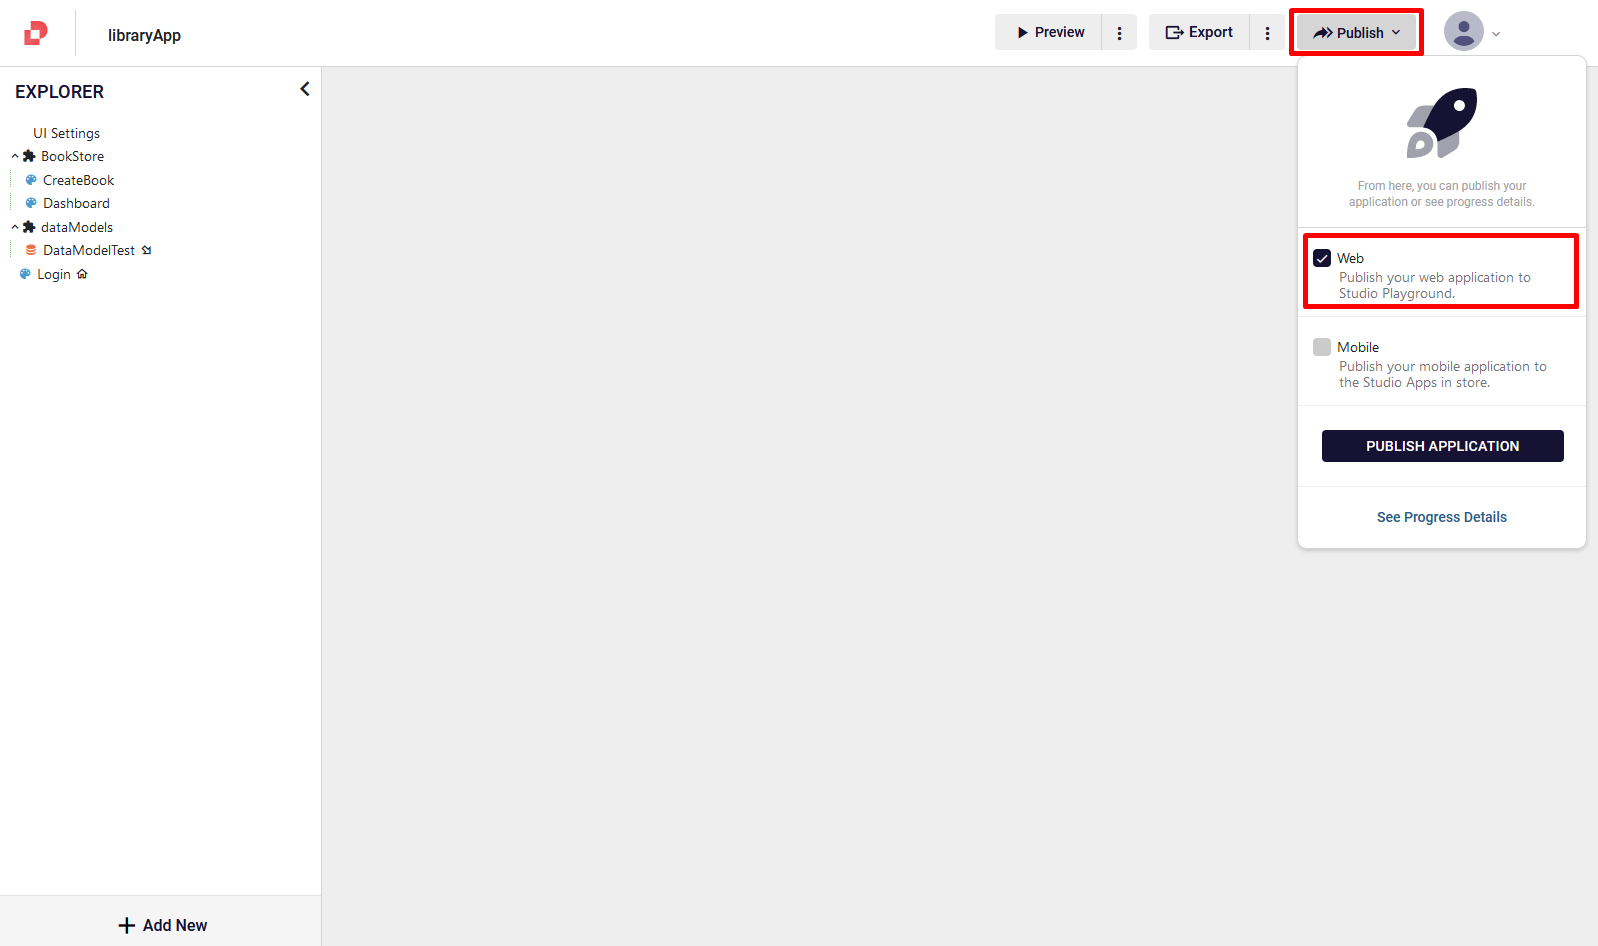 libraryApp
Preview
Export
Publish
EXPLORER
UI Settings
BookStore
CreateBook
Dashboard
dataModels
DataModelTest
Login
Add New
From here, you can publish your
application or see progress details.
Web
Publish your web application to
Studio Playground.
Mobile
Publish your mobile application to
the Studio Apps in store.
PUBLISH APPLICATION
See Progress Details